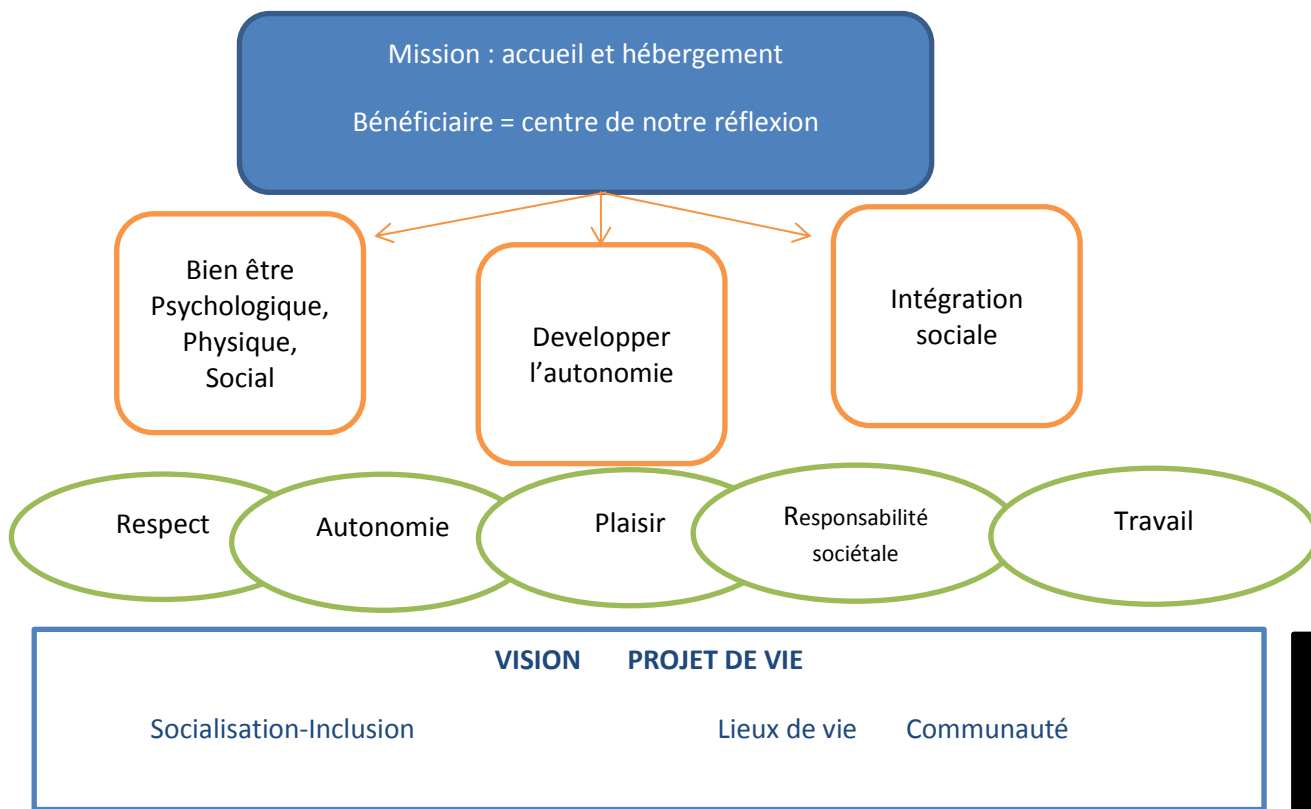 Mission : accueil et hébergement
Bénéficiaire = centre de notre réflexion
Bien être
Psychologique,
Physique,
Social
Developper
l’autonomie
Intégration
sociale
Respect
Autonomie
Plaisir
Responsabilité
sociétale
Travail
VISION PROJET DE VIE
Socialisation-Inclusion Lieux de vie Communauté